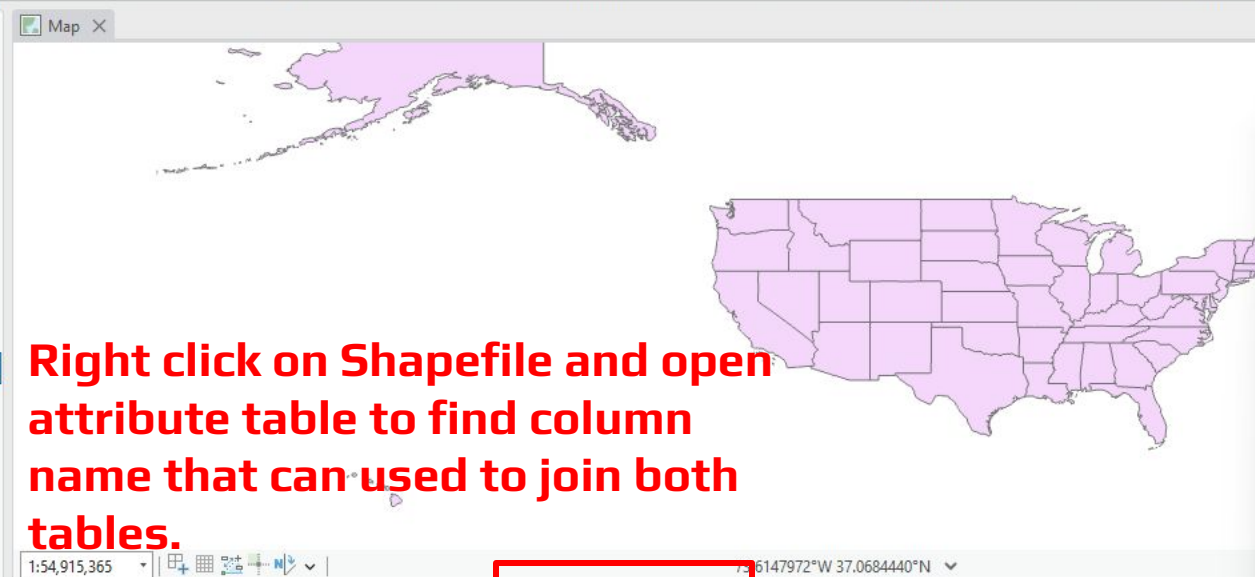 Map
Right click on Shapefile and open
attribute table to find column
name that can used to join both
tables.
1:54,915,365
N
6147972°W 37.0684440°N